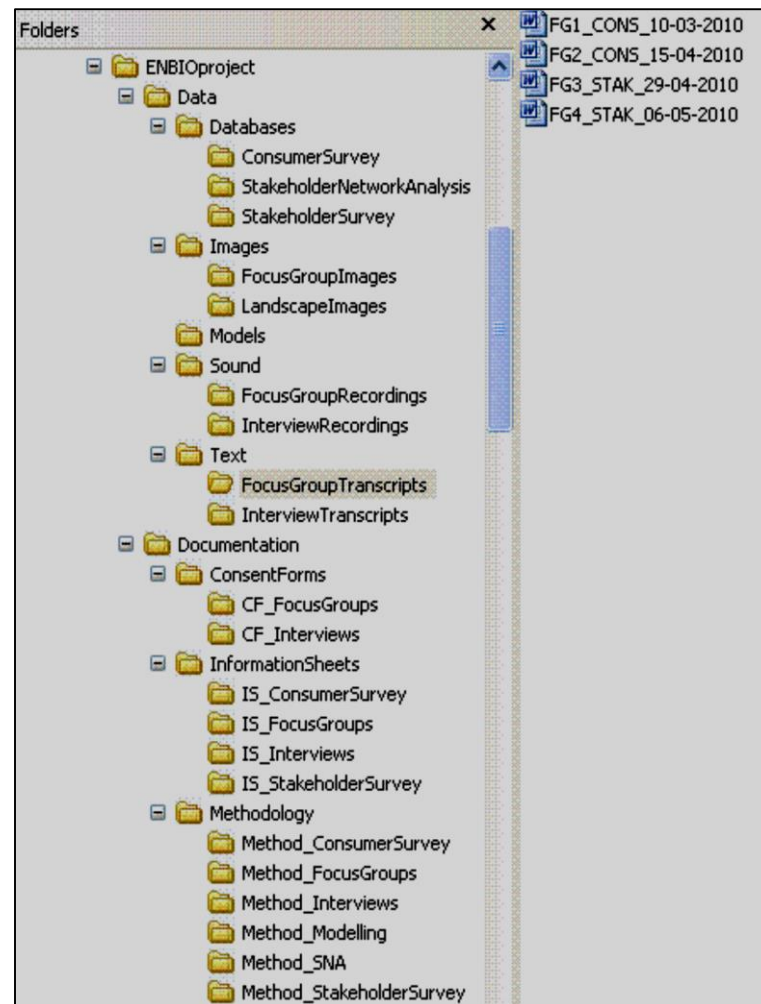 Folders
ENBIOproject
Data
Databases
ConsumerSurvey
StakeholderNetworkAnalysis
StakeholderSurvey
Images
FocusGroupImages
LandscapeImages
Models
Sound
FocusGroupRecordings
InterviewRecordings
Text
FocusGroupTranscripts
InterviewTranscripts
Documentation
ConsentForms
CF_FocusGroups
CF_Interviews
InformationSheets
IS_ConsumerSurvey
IS_FocusGroups
IS_Interviews
IS_StakeholderSurvey
Methodology
Method_ConsumerSurvey
Method_FocusGroups
Method_Interviews
Method_Modelling
Method_SNA
Method_StakeholderSurvey
FG1_CONS_10-03-2010
FG2_CONS_15-04-2010
FG3_STAK_29-04-2010
FG4_STAK_06-05-2010